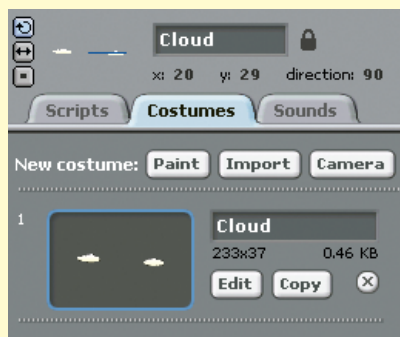 Cloud
x: 20 y: 29 direction: 90
Scripts Costumes Sounds
New costume: Paint Import Camera
1
Cloud
233x37 0.46 KB
Edit Copy